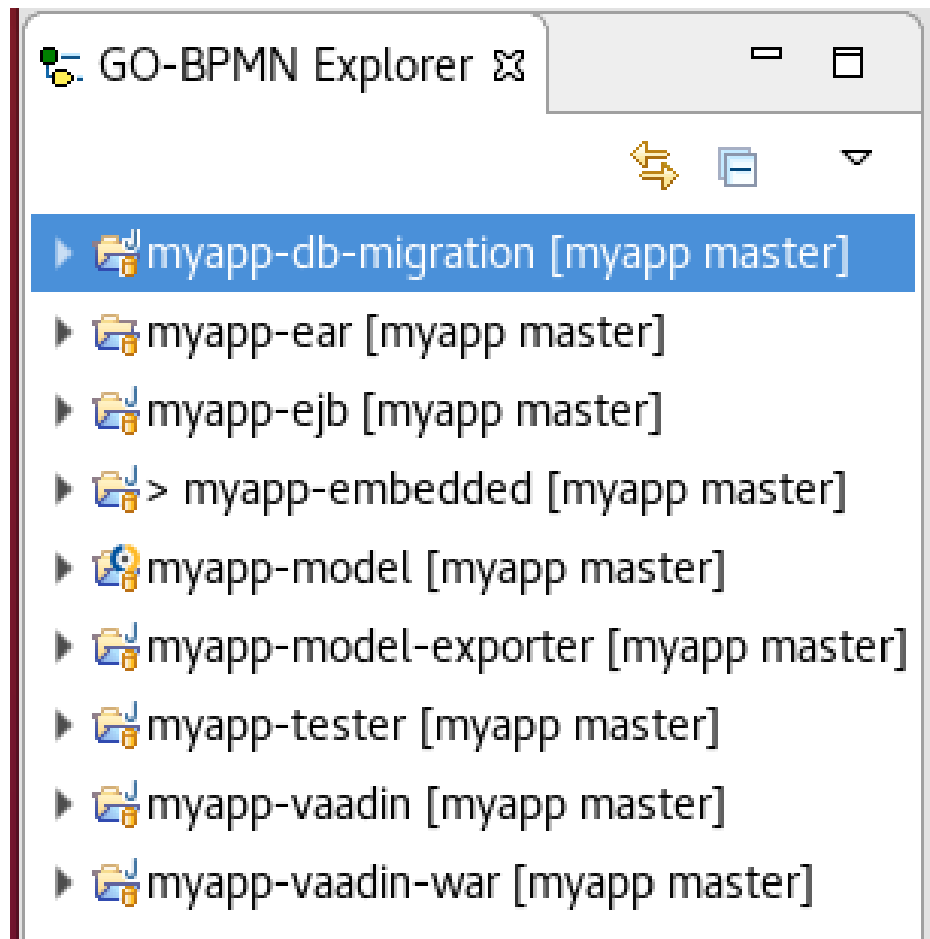 GO-BPMN Explorer
myapp-db-migration [myapp master]
myapp-ear [myapp master]
myapp-ejb [myapp master]
> myapp-embedded [myapp master]
myapp-model [myapp master]
myapp-model-exporter [myapp master]
myapp-tester [myapp master]
myapp-vaadin [myapp master]
myapp-vaadin-war [myapp master]